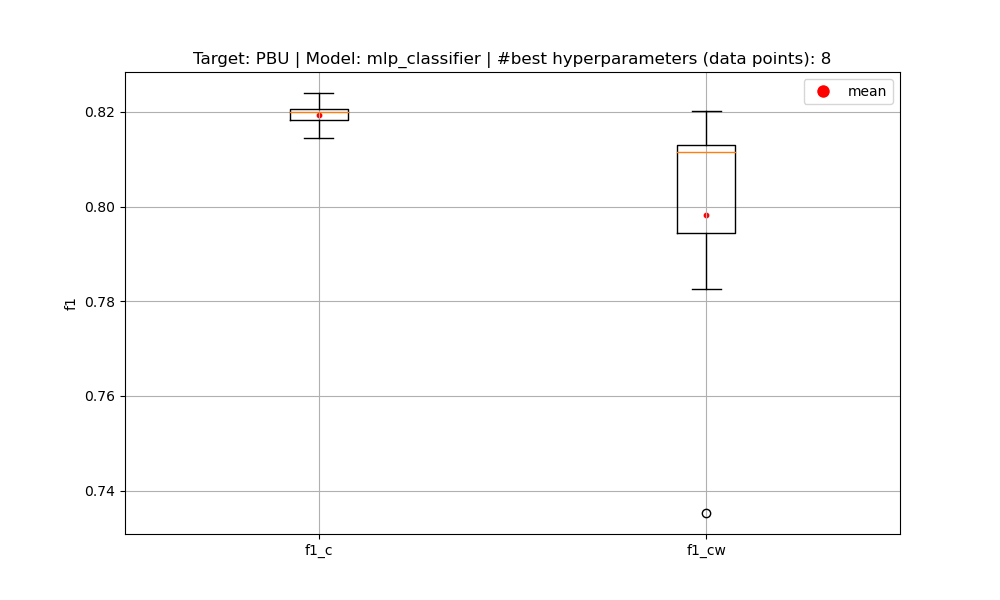 Target: PBU | Model: mlp_classifier | #best hyperparameters (data points): 8
mean
0.82
0.80
0.78
0.76
0.74
f1
f1_c
f1_cw